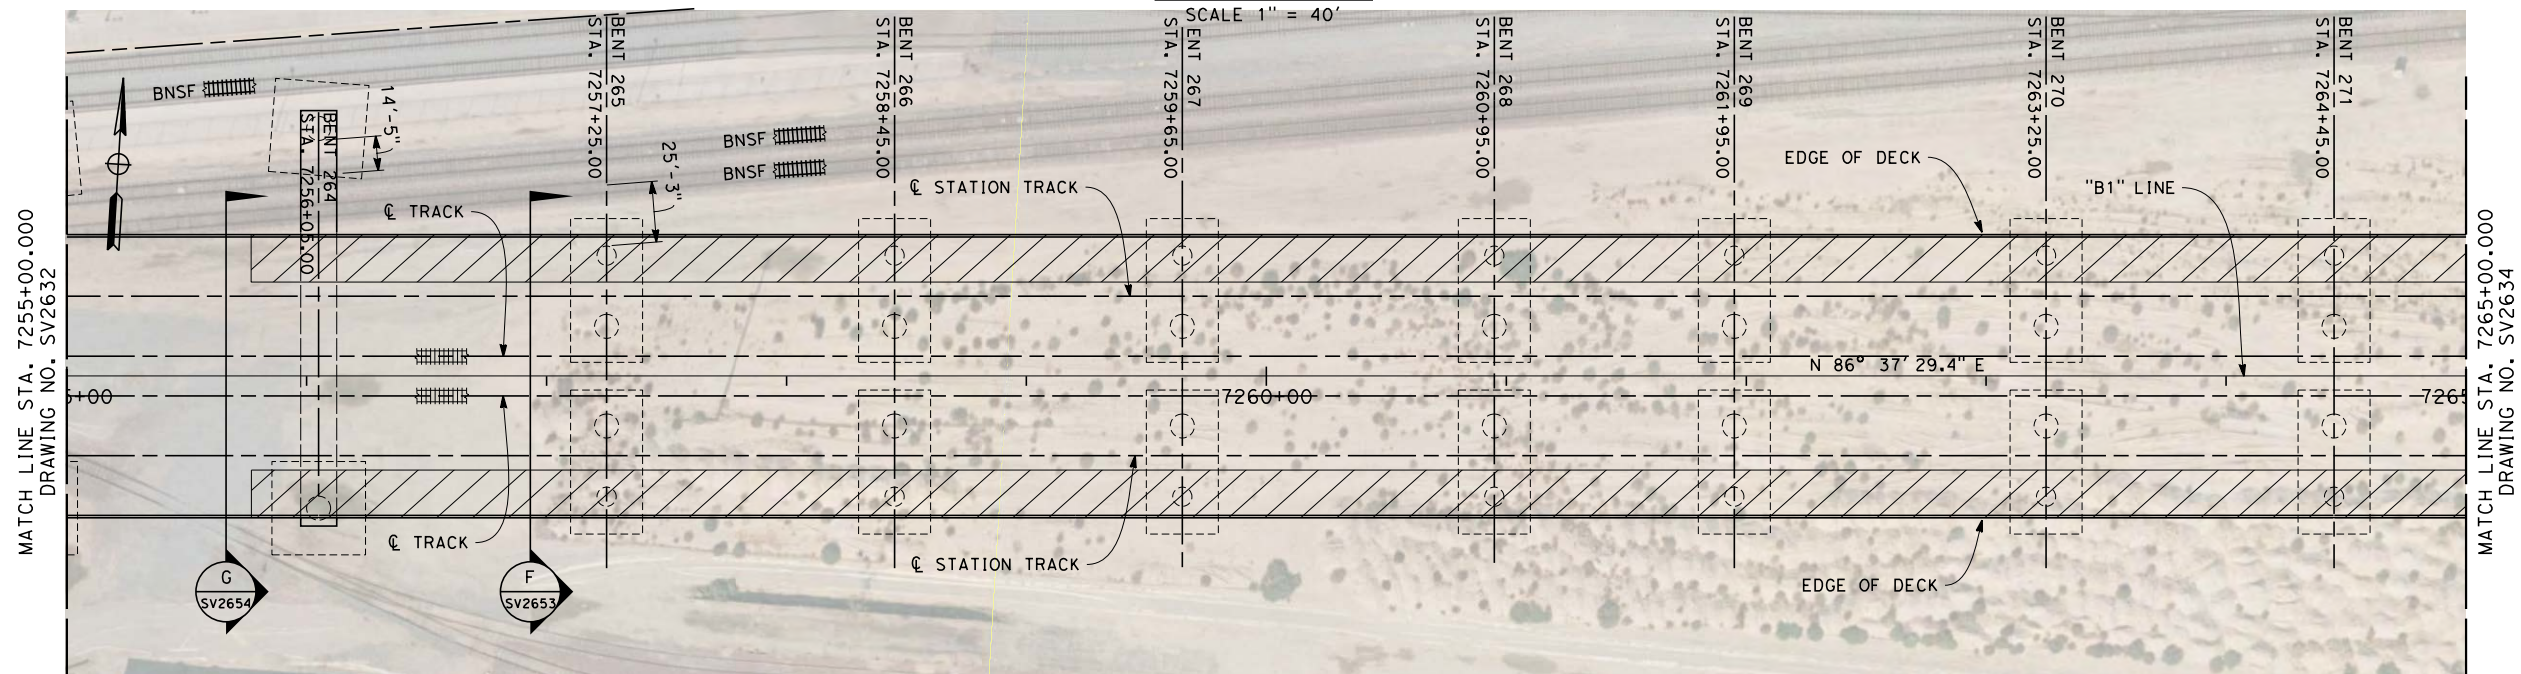 SCALE 1" = 40'
BENT 264
STA. 7256+05.00
BENT 265
STA. 7257+25.00
BENT 266
STA. 7258+45.00
BENT 267
STA. 7259+65.00
BENT 268
STA. 7260+95.00
BENT 269
STA. 7261+95.00
BENT 270
STA. 7263+25.00
BENT 271
STA. 7264+45.00
BNSF
14'-5"
BNSF
BNSF
25'-3"
EDGE OF DECK
℄ STATION TRACK
"B1" LINE
℄ TRACK
MATCH LINE STA. 7255+00.000
DRAWING NO. SV2632
MATCH LINE STA. 7265+00.000
DRAWING NO. SV2634
N 86° 37' 29.4" E
5+00
7260+00
7265
℄ TRACK
℄ STATION TRACK
EDGE OF DECK
G
SV2654
F
SV2653